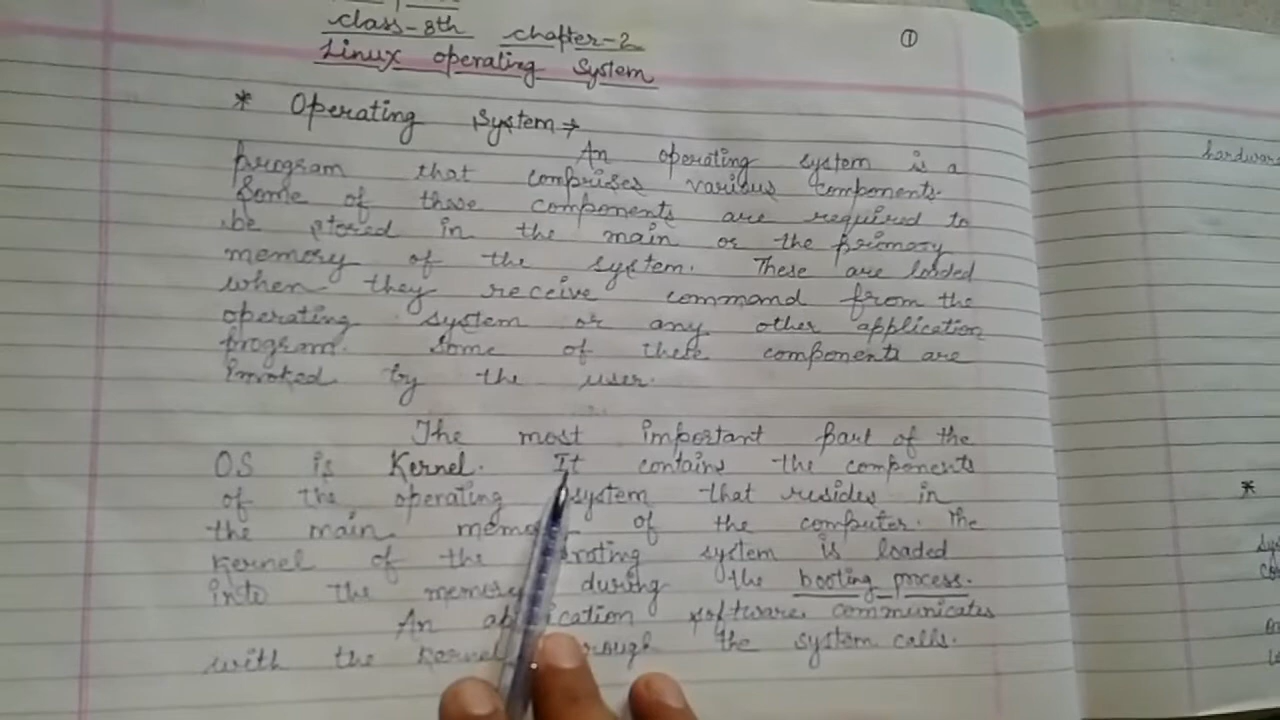 class-8th chapter-2
Linux operating System
①
* Operating System →
An operating system is a
program that comprises various components.
Some of these components are required to
be stored in the main or the primary
memory of the system. These are loaded
when they receive command from the
operating system or any other application
program. Some of these components are
invoked by the user.
The most important part of the
OS is Kernel. It contains the components
of the operating system that resides in
the main of the computer. The
Kernel of the system is loaded
into the memory during the booting process.
An software communicates
with the Kernel the system calls.
hardwar
*